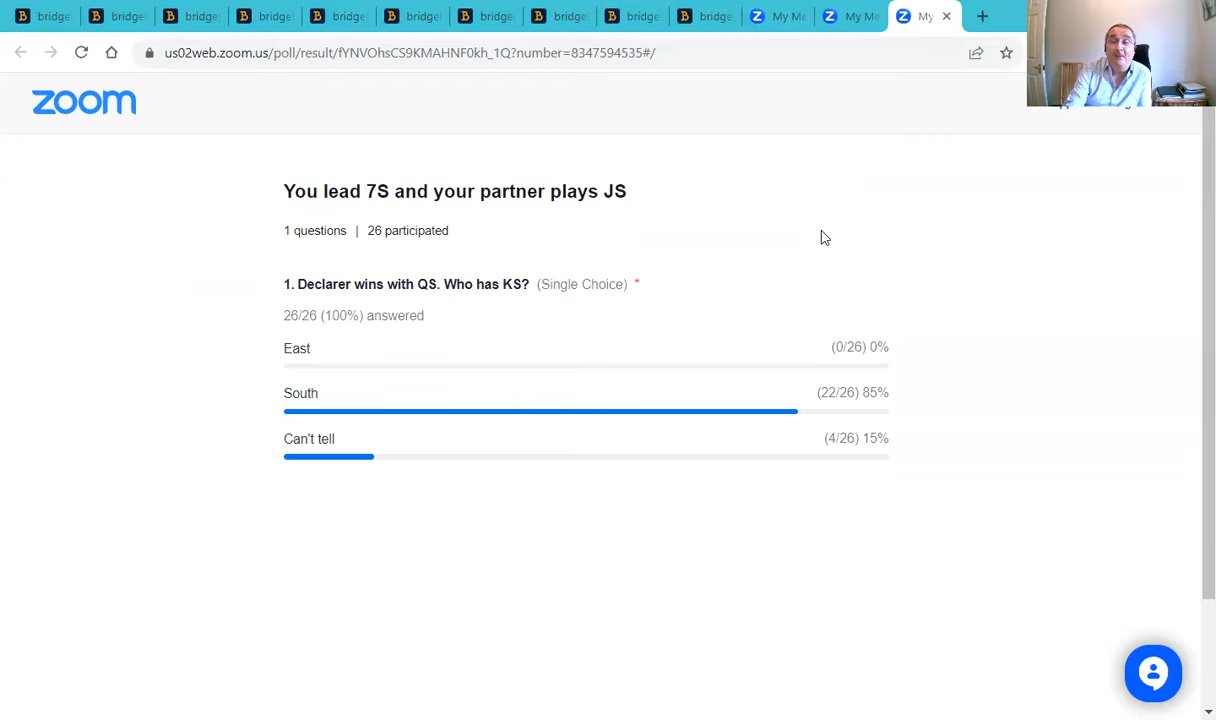 bridge bridge bridge bridge bridge bridge bridge bridge bridge bridge My Me My Me My
us02web.zoom.us/poll/result/fYNVOhsCS9KMAHNF0kh_1Q?number=8347594535#/
zoom
You lead 7S and your partner plays JS
1 questions | 26 participated
1. Declarer wins with QS. Who has KS? (Single Choice) *
26/26 (100%) answered
East (0/26) 0%
South (22/26) 85%
Can't tell (4/26) 15%